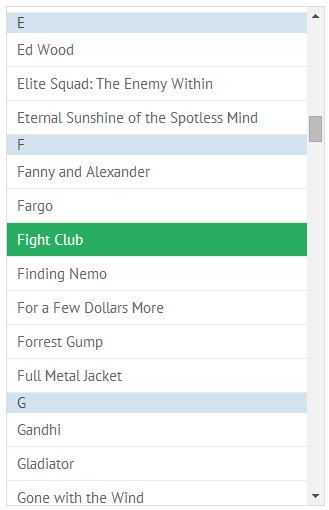 E
Ed Wood
Elite Squad: The Enemy Within
Eternal Sunshine of the Spotless Mind
F
Fanny and Alexander
Fargo
Fight Club
Finding Nemo
For a Few Dollars More
Forrest Gump
Full Metal Jacket
G
Gandhi
Gladiator
Gone with the Wind